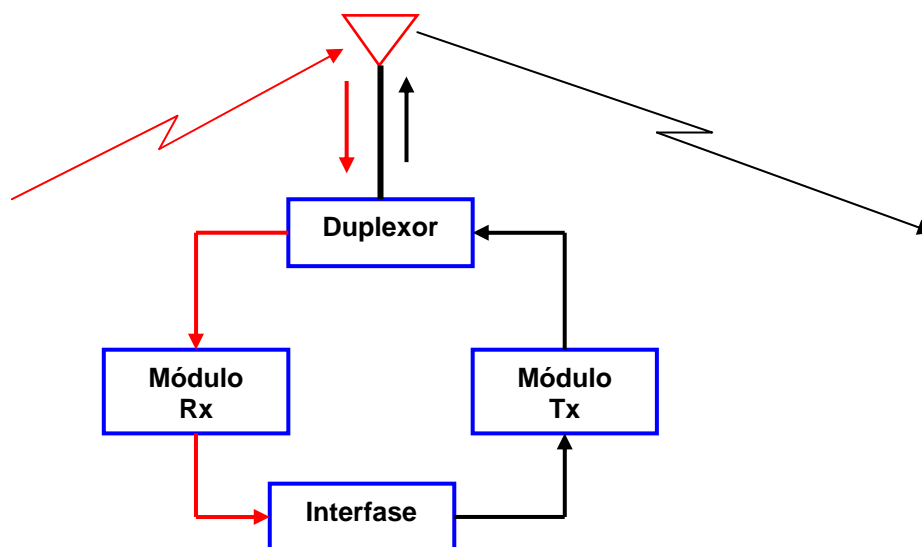 Duplexor
Módulo
Rx
Módulo
Tx
Interfase